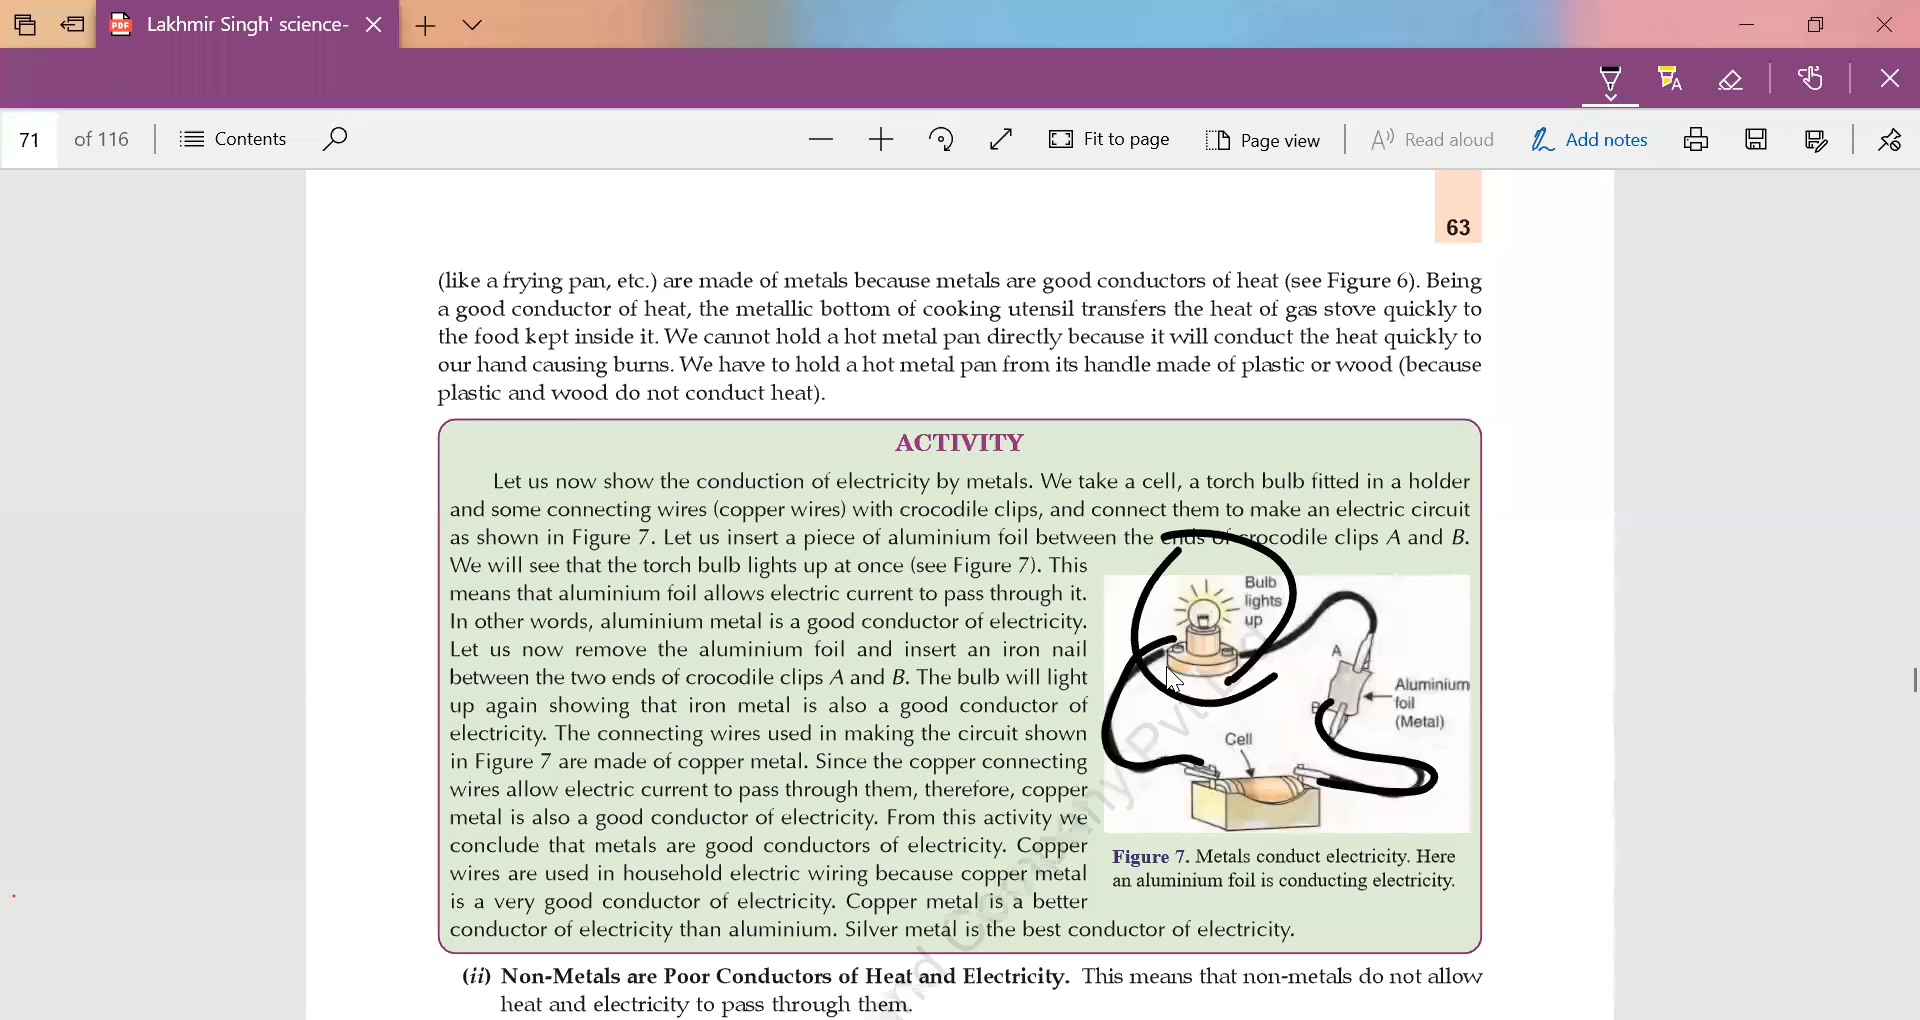 Lakhmir Singh' science-
71 of 116 Contents Fit to page Page view Read aloud Add notes
63
(like a frying pan, etc.) are made of metals because metals are good conductors of heat (see Figure 6). Being
a good conductor of heat, the metallic bottom of cooking utensil transfers the heat of gas stove quickly to
the food kept inside it. We cannot hold a hot metal pan directly because it will conduct the heat quickly to
our hand causing burns. We have to hold a hot metal pan from its handle made of plastic or wood (because
plastic and wood do not conduct heat).
ACTIVITY
Let us now show the conduction of electricity by metals. We take a cell, a torch bulb fitted in a holder
and some connecting wires (copper wires) with crocodile clips, and connect them to make an electric circuit
as shown in Figure 7. Let us insert a piece of aluminium foil between the ends of crocodile clips A and B.
We will see that the torch bulb lights up at once (see Figure 7). This
means that aluminium foil allows electric current to pass through it.
In other words, aluminium metal is a good conductor of electricity.
Let us now remove the aluminium foil and insert an iron nail
between the two ends of crocodile clips A and B. The bulb will light
up again showing that iron metal is also a good conductor of
electricity. The connecting wires used in making the circuit shown
in Figure 7 are made of copper metal. Since the copper connecting
wires allow electric current to pass through them, therefore, copper
metal is also a good conductor of electricity. From this activity we
conclude that metals are good conductors of electricity. Copper
wires are used in household electric wiring because copper metal
is a very good conductor of electricity. Copper metal is a better
conductor of electricity than aluminium. Silver metal is the best conductor of electricity.
Bulb
lights
up
A
B
Aluminium
foil
(Metal)
Cell
Figure 7. Metals conduct electricity. Here
an aluminium foil is conducting electricity.
(ii) Non-Metals are Poor Conductors of Heat and Electricity. This means that non-metals do not allow
heat and electricity to pass through them.